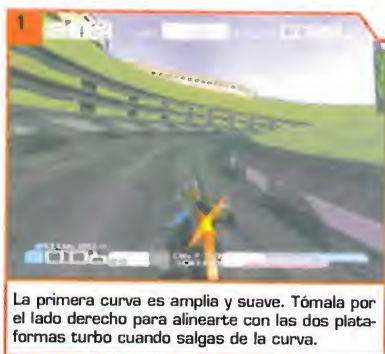 1
La primera curva es amplia y suave. Tómala por
el lado derecho para alinearte con las dos plata-
formas turbo cuando salgas de la curva.